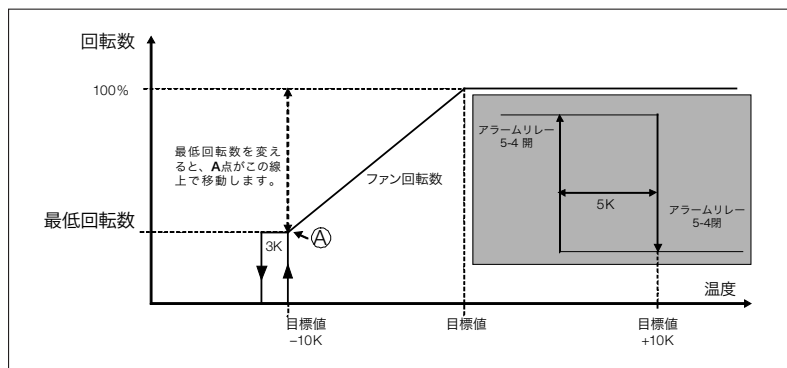 回転数
100%
最低回転数を変え
ると、A点がこの線
上で移動します。
ファン回転数
アラームリレー
5-4 開
5K
アラームリレー
5-4閉
最低回転数
3K
A
温度
目標値
–10K
目標値
目標値
+10K